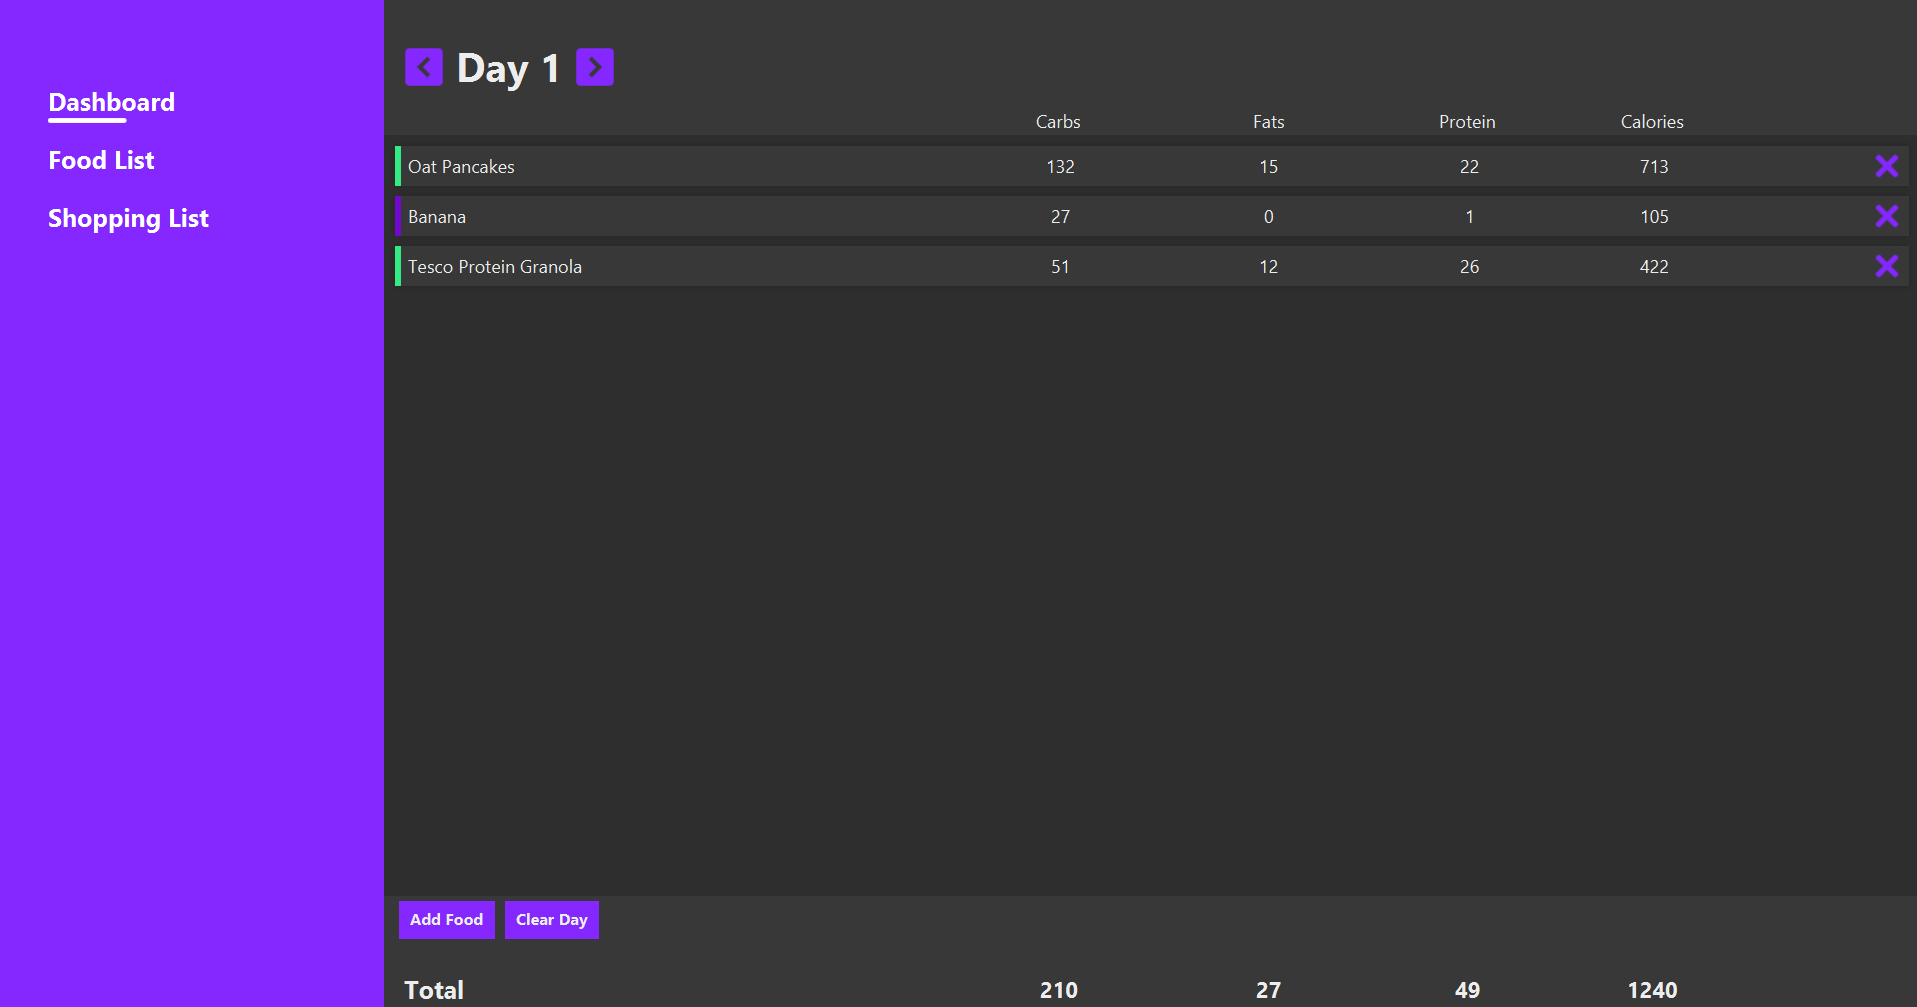 Dashboard
Food List
Shopping List
Day 1
Carbs Fats Protein Calories
Oat Pancakes 132 15 22 713
Banana 27 0 1 105
Tesco Protein Granola 51 12 26 422
Add Food Clear Day
Total 210 27 49 1240